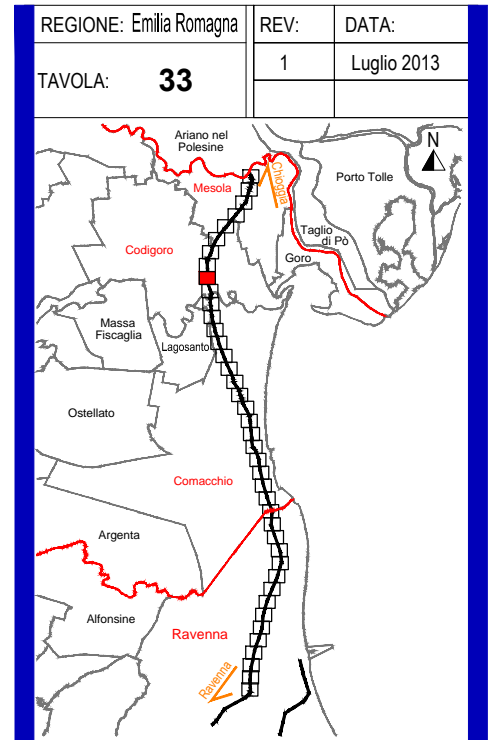 REGIONE: Emilia Romagna
REV:
DATA:
TAVOLA: 33
1
Luglio 2013
Ariano nel
Polesine
N
Mesola
Chioggia
Porto Tolle
Taglio
di Pò
Codigoro
Goro
Massa
Fiscaglia
Lagosanto
Ostellato
Comacchio
Argenta
Alfonsine
Ravenna
Ravenna